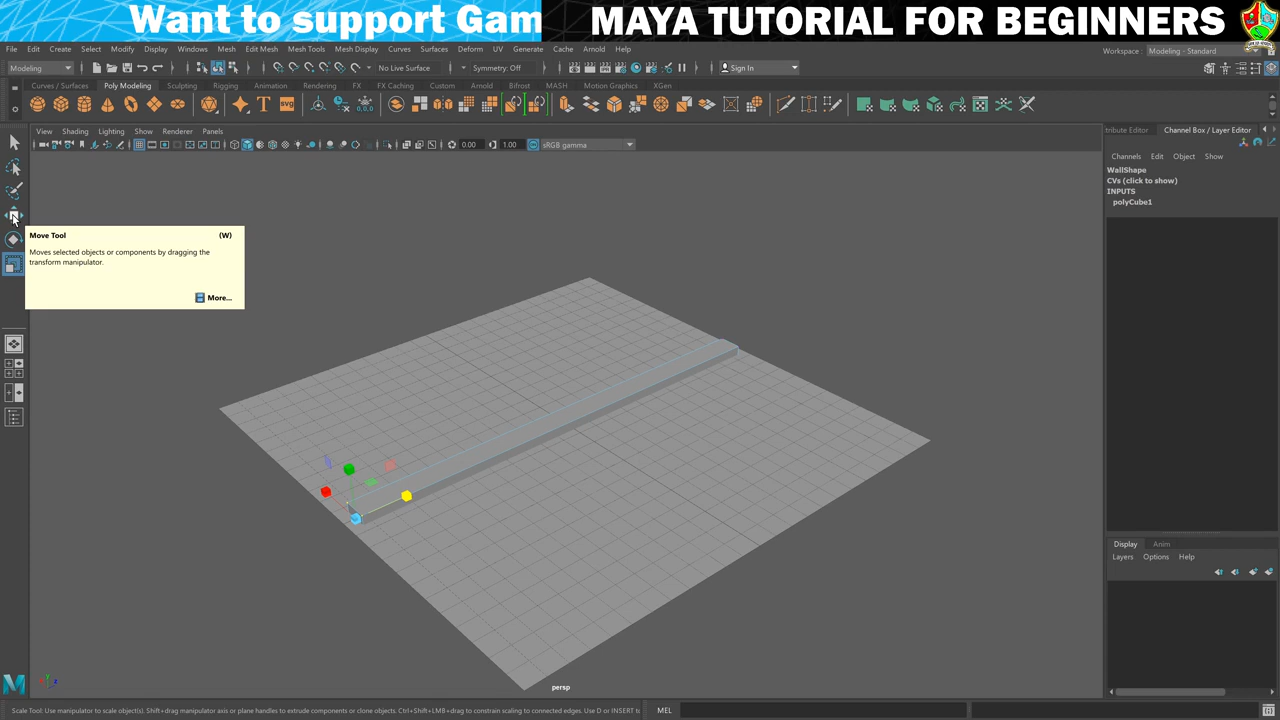 Want to support Gam
MAYA TUTORIAL FOR BEGINNERS
File Edit Create Select Modify Display Windows Mesh Edit Mesh Mesh Tools Mesh Display Curves Surfaces Deform UV Generate Cache Arnold Help
Workspace : Modeling - Standard
Modeling
No Live Surface
Symmetry: Off
Sign In
Curves / Surfaces Poly Modeling Sculpting Rigging Animation Rendering FX FX Caching Custom Arnold Bifrost MASH Motion Graphics XGen
View Shading Lighting Show Renderer Panels
tribute Editor Channel Box / Layer Editor
0.00 1.00 sRGB gamma
Channels Edit Object Show
WallShape
CVs (click to show)
INPUTS
polyCube1
Move Tool (W)
Moves selected objects or components by dragging the
transform manipulator.
More...
persp
Display Anim
Layers Options Help
Scale Tool: Use manipulator to scale object(s). Shift+drag manipulator axis or plane handles to extrude components or clone objects. Ctrl+Shift+LMB+drag to constrain scaling to connected edges. Use D or INSERT to
MEL